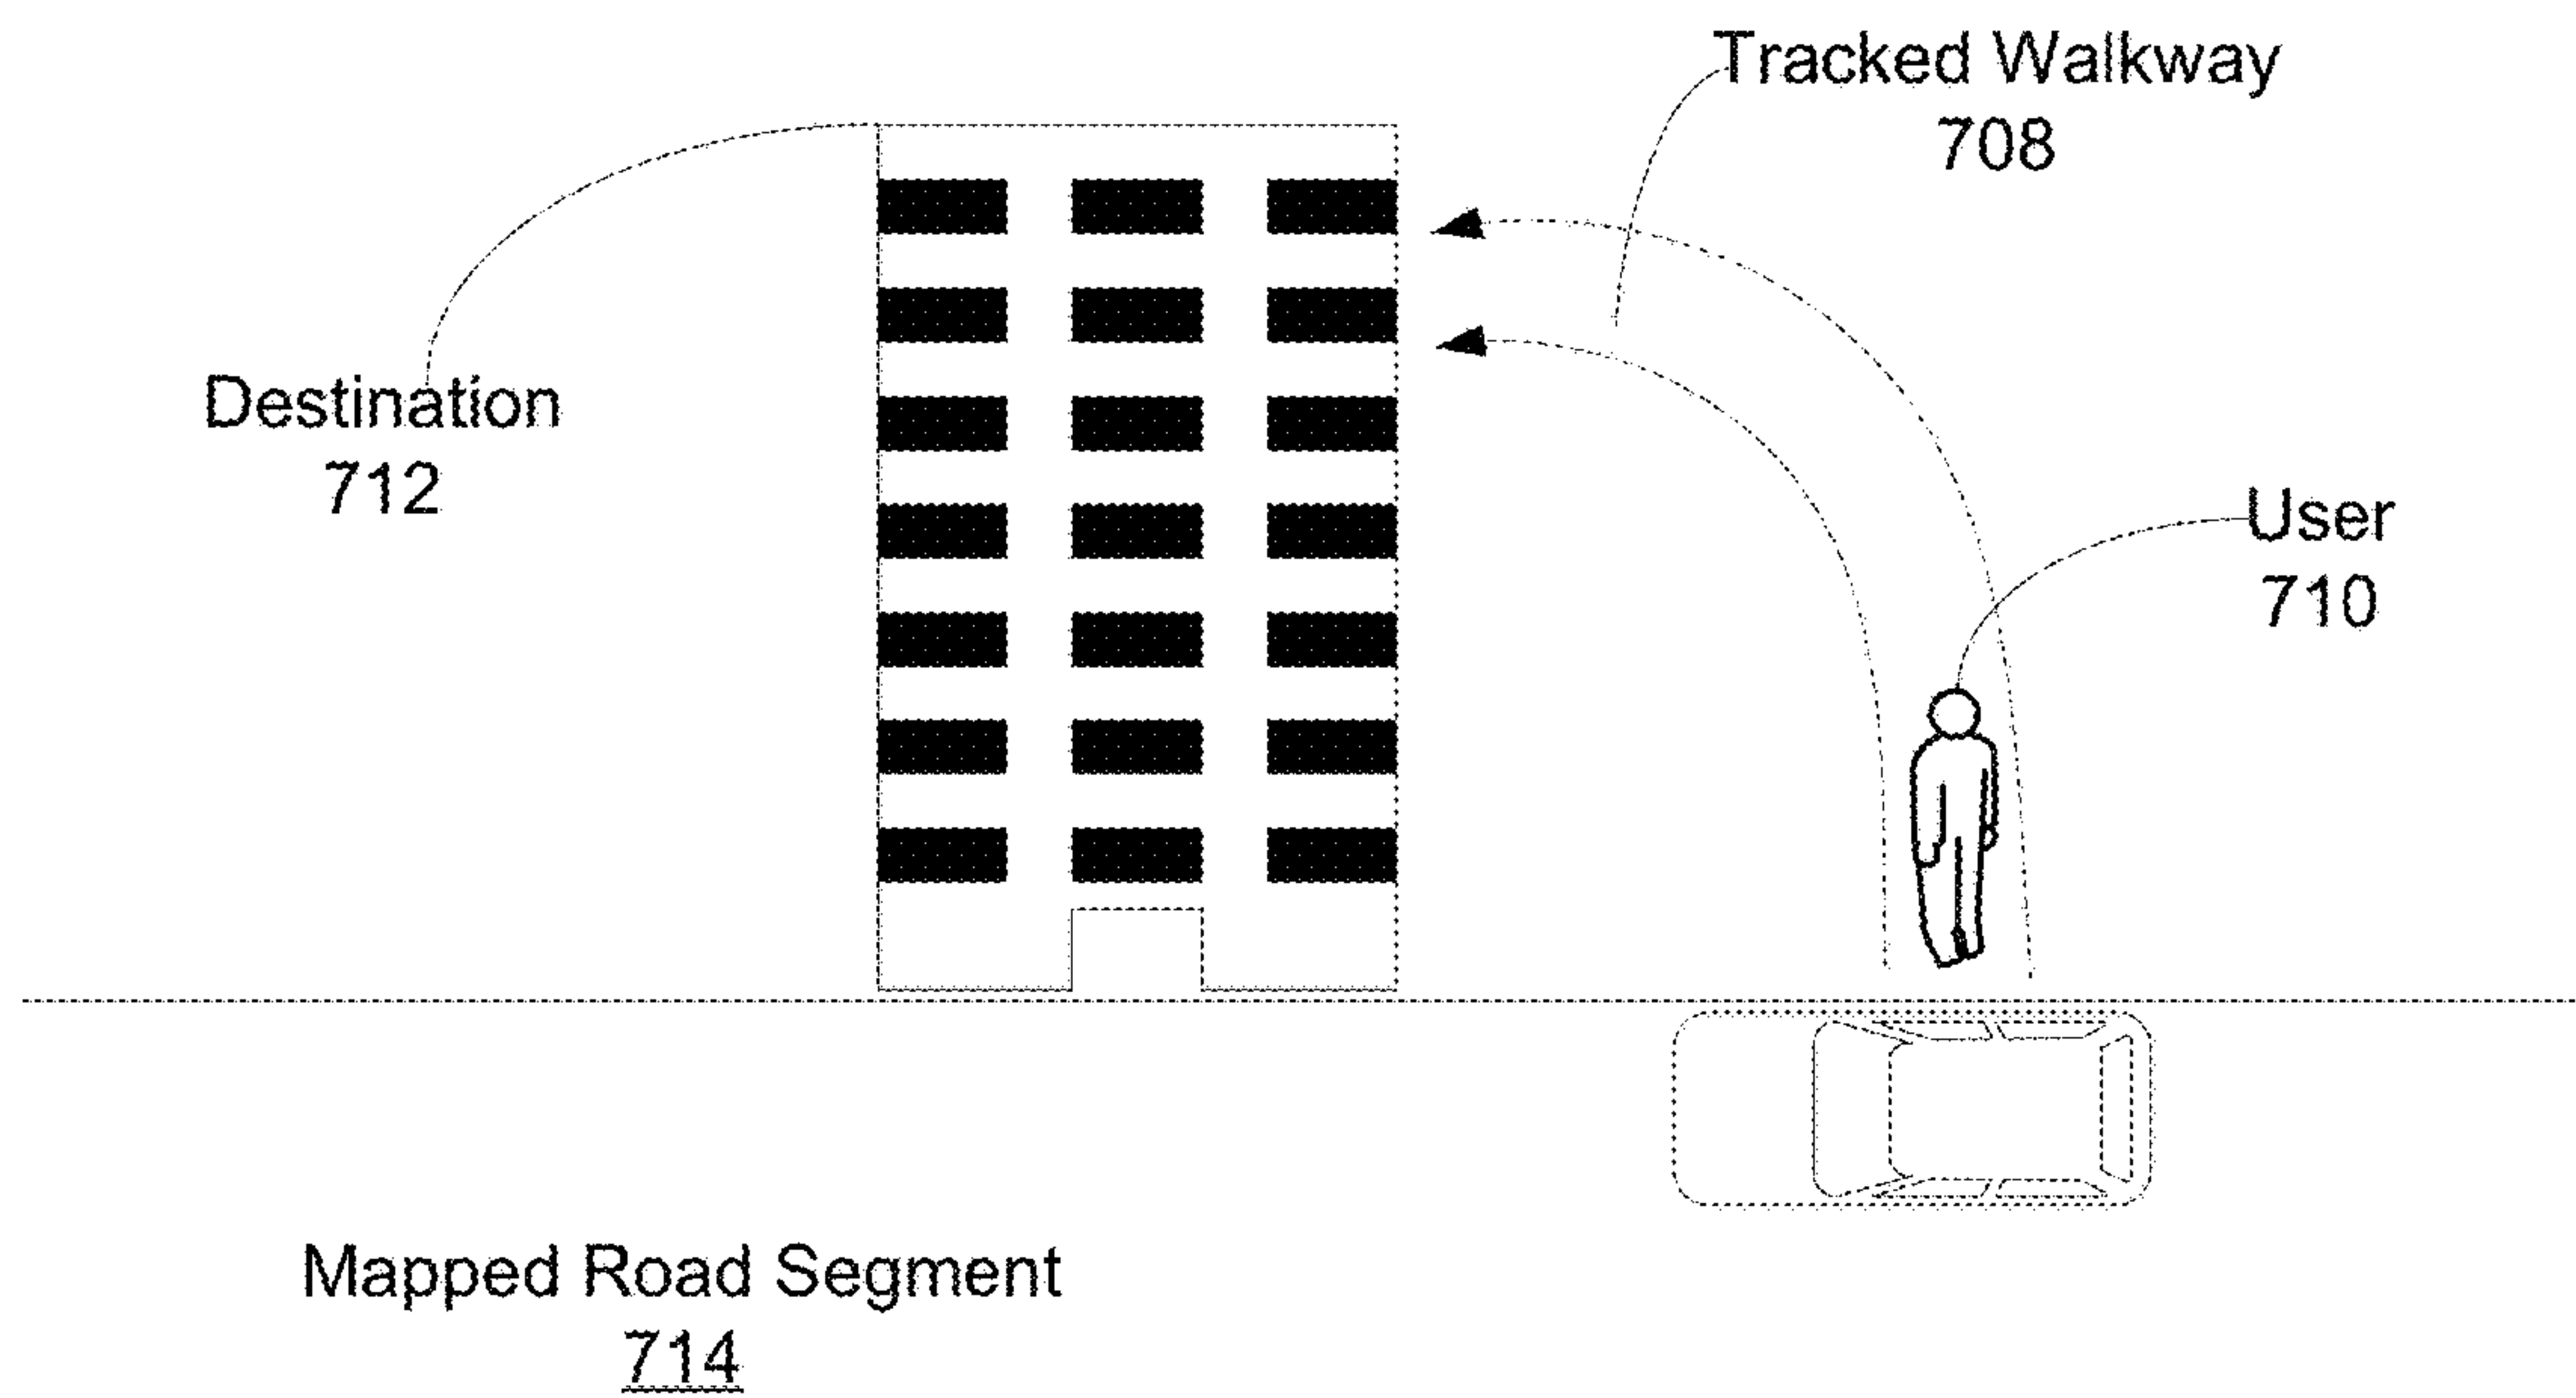 Tracked Walkway
708
Destination
712
User
710
Mapped Road Segment
714